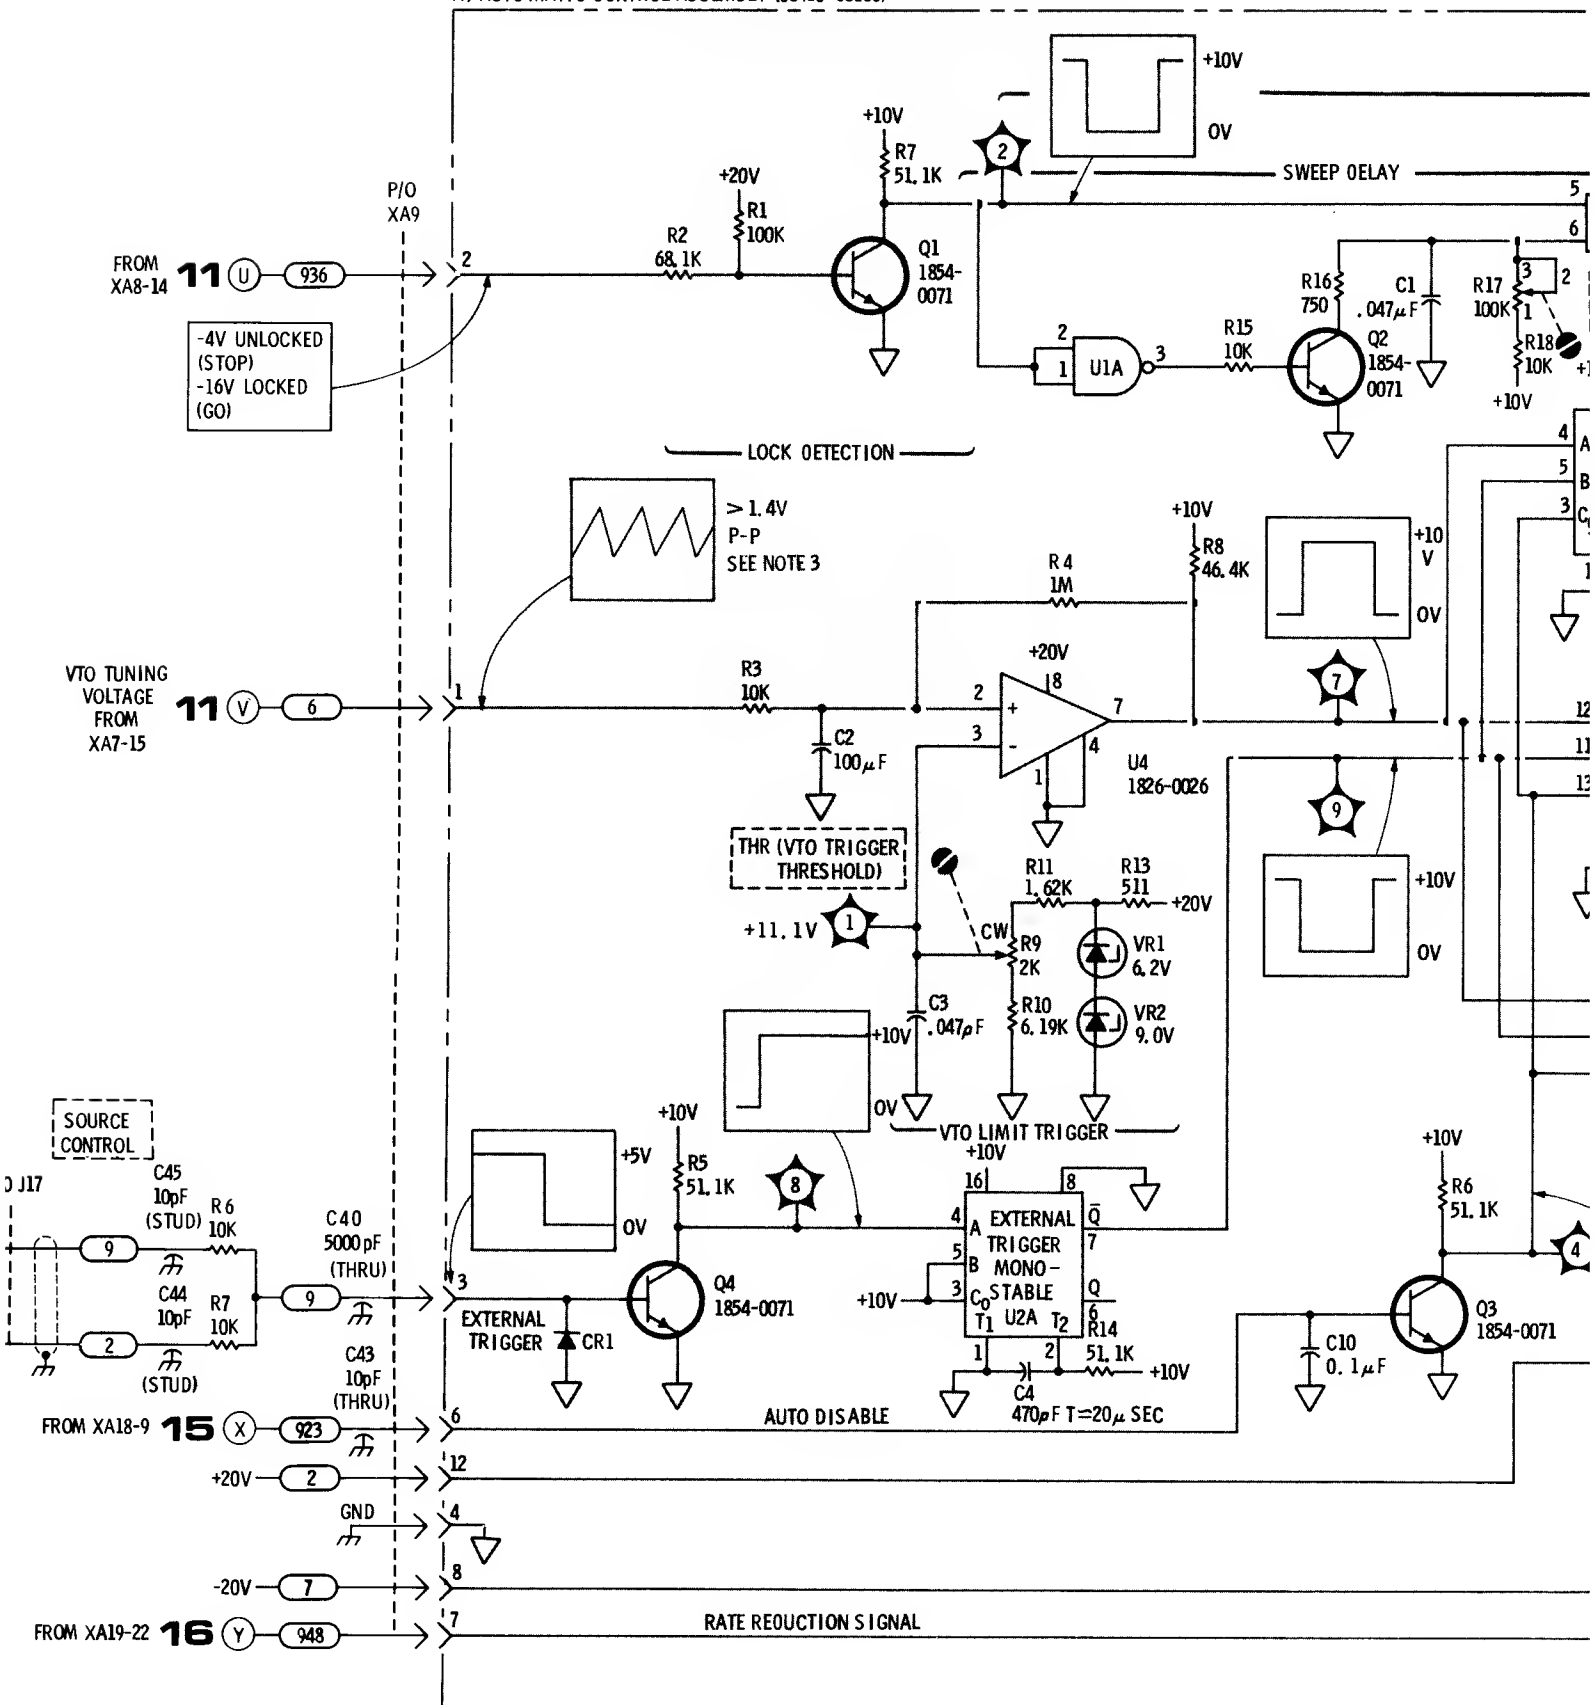 +10V
0V
2
+10V
R7
51.1K
SWEEP DELAY
5
6
P/O
XA9
+20V
R1
100K
R2
68.1K
FROM
XA8-14
11
U
936
2
Q1
1854-
0071
-4V UNLOCKED
(STOP)
-16V LOCKED
(GO)
2
1
U1A
3
R15
10K
R16
750
Q2
1854-
0071
C1
.047μF
R17
100K
3
2
1
R18
10K
+10V
LOCK DETECTION
4
A
5
B
3
> 1.4V
P-P
SEE NOTE 3
+10V
R8
46.4K
R4
1M
+10
V
0V
7
VTO TUNING
VOLTAGE
FROM
XA7-15
11
V
6
1
R3
10K
C2
100μF
+20V
8
2
+
3
-
7
4
1
U4
1826-0026
12
11
13
9
+10V
0V
THR (VTO TRIGGER
THRESHOLD)
+11.1V
1
CW
R9
2K
R11
1.62K
R13
511
+20V
VR1
6.2V
VR2
9.0V
R10
6.19K
C3
.047ρF
+10V
0V
VTO LIMIT TRIGGER
SOURCE
CONTROL
J17
9
C45
10pF
(STUD)
R6
10K
C40
5000pF
(THRU)
9
2
C44
10pF
(STUD)
R7
10K
+5V
0V
3
EXTERNAL
TRIGGER
CR1
+10V
R5
51.1K
8
Q4
1854-0071
+10V
16
8
4
A
5
B
3
C0
EXTERNAL
TRIGGER
MONO-
STABLE
U2A
Q̅
7
Q
6
T1
T2
+10V
1
2
R14
51.1K
+10V
C4
470ρF T=20μ SEC
+10V
R6
51.1K
4
Q3
1854-0071
C10
0.1μF
C43
10pF
(THRU)
FROM XA18-9
15
X
923
6
AUTO DISABLE
+20V
2
12
GND
4
-20V
7
8
FROM XA19-22
16
Y
948
7
RATE REDUCTION SIGNAL